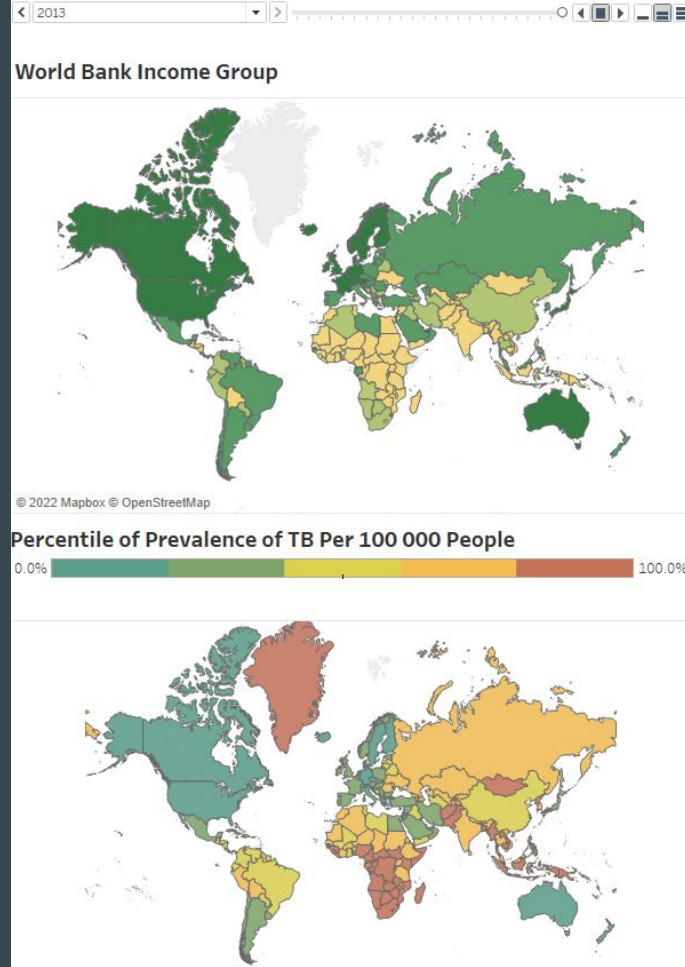 2013
World Bank Income Group
© 2022 Mapbox © OpenStreetMap
Percentile of Prevalence of TB Per 100 000 People
0.0% 100.0%